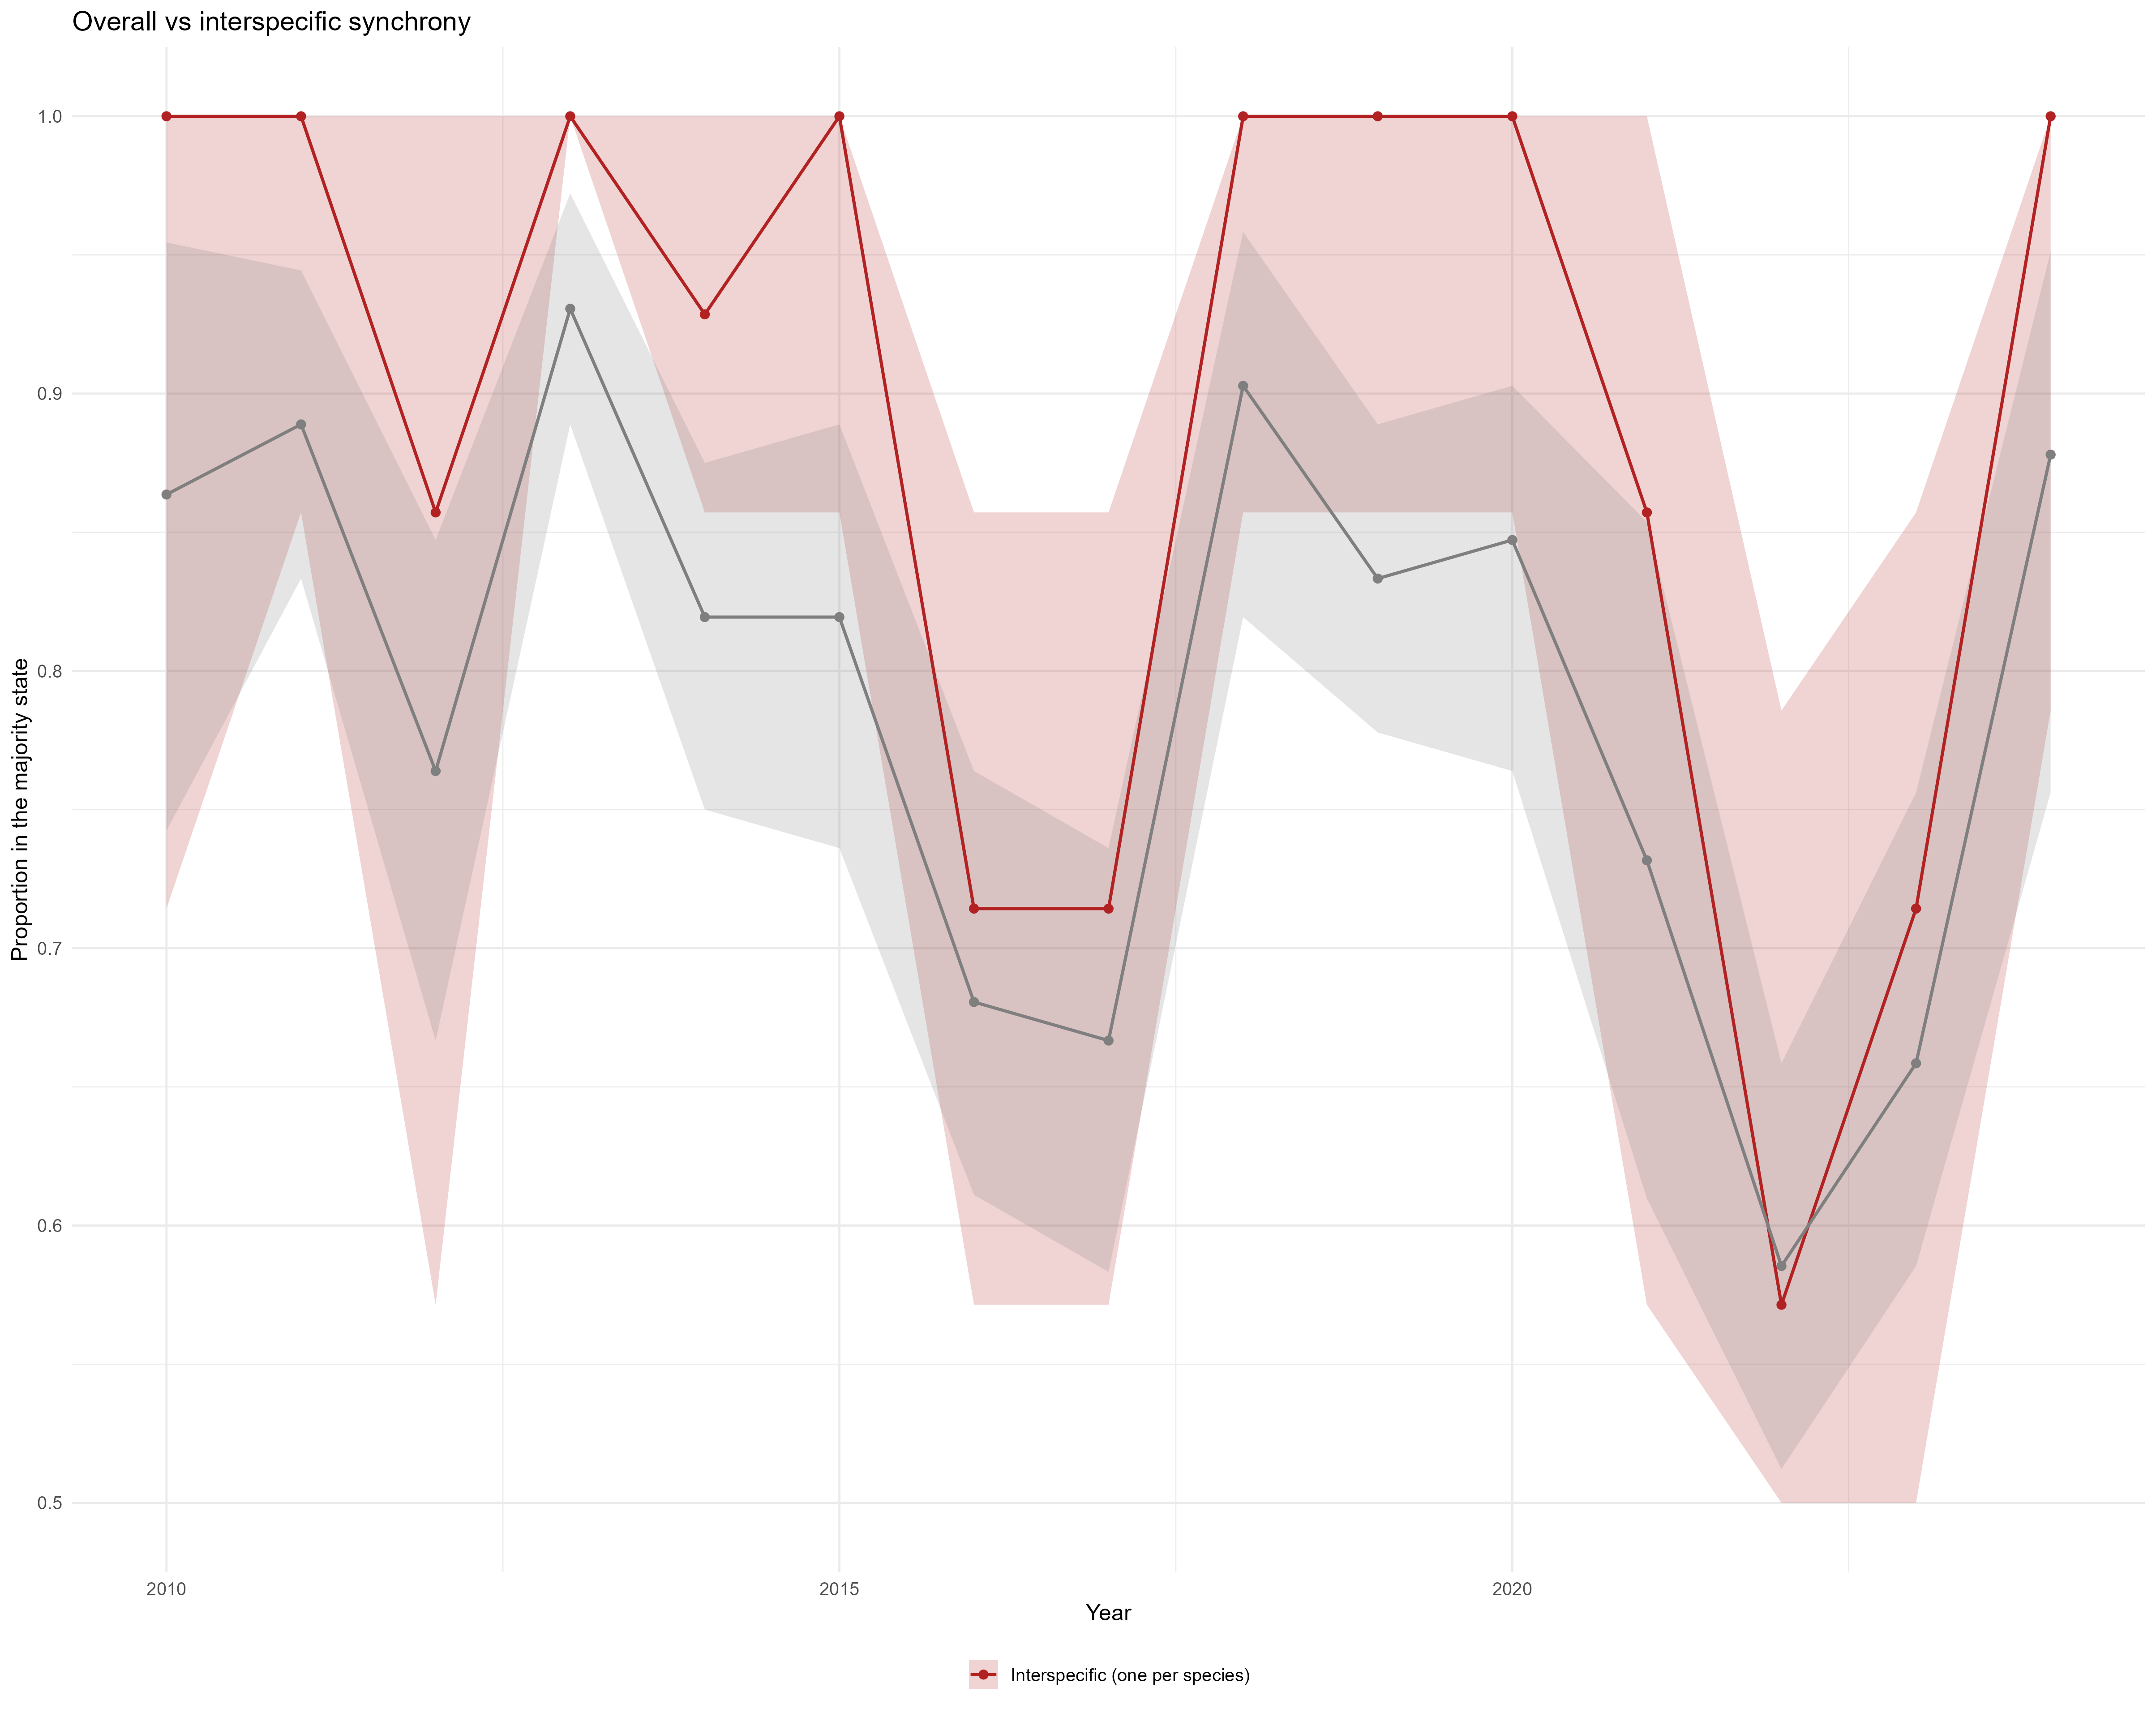 Overall vs interspecific synchrony
1.0
0.9
0.8
0.7
0.6
0.5
Proportion in the majority state
2010
2015
2020
Year
Interspecific (one per species)